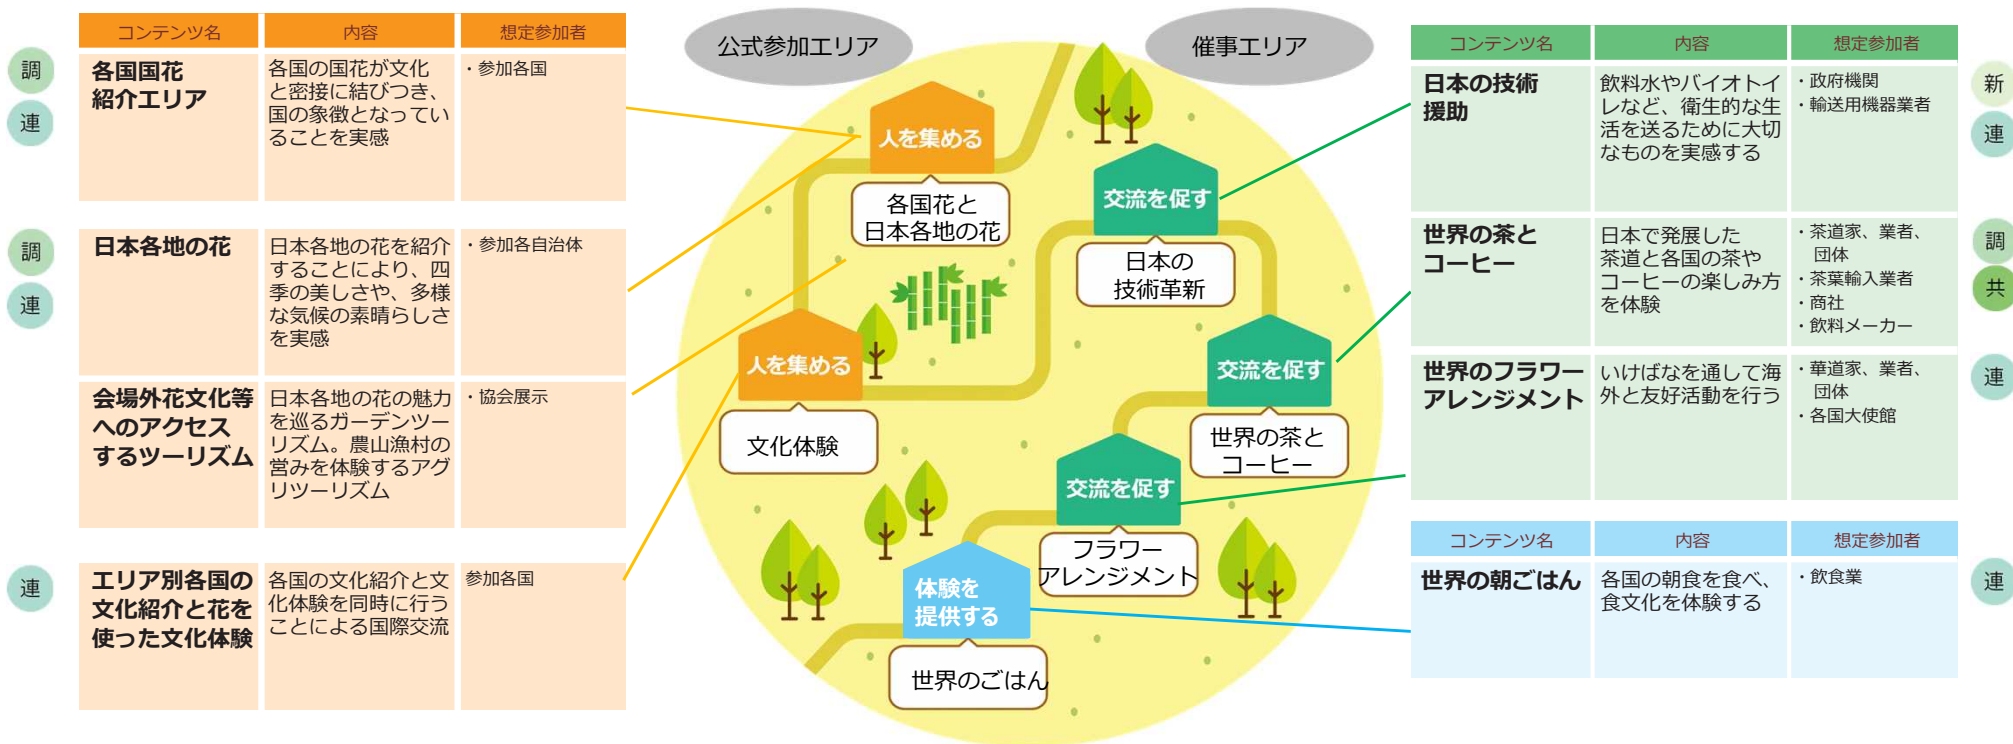 コンテンツ名
内容
想定参加者
調
連
各国国花
紹介エリア
各国の国花が文化
と密接に結びつき、
国の象徴となってい
ることを実感
・参加各国
調
連
日本各地の花
日本各地の花を紹介
することにより、四
季の美しさや、多様
な気候の素晴らしさ
を実感
・参加各自治体
会場外花文化等
へのアクセス
するツーリズム
日本各地の花の魅力
を巡るガーデンツー
リズム。農山漁村の
営みを体験するアグ
リツーリズム
・協会展示
連
エリア別各国の
文化紹介と花を
使った文化体験
各国の文化紹介と文
化体験を同時に行う
ことによる国際交流
参加各国
公式参加エリア
催事エリア
人を集める
各国花と
日本各地の花
交流を促す
日本の
技術革新
人を集める
文化体験
交流を促す
世界の茶と
コーヒー
交流を促す
フラワー
アレンジメント
体験を
提供する
世界のごはん
コンテンツ名
内容
想定参加者
日本の技術
援助
飲料水やバイオトイ
レなど、衛生的な生
活を送るために大切
なものを実感する
・政府機関
・輸送用機器業者
新
連
世界の茶と
コーヒー
日本で発展した
茶道と各国の茶や
コーヒーの楽しみ方
を体験
・茶道家、業者、
団体
・茶葉輸入業者
・商社
・飲料メーカー
調
共
世界のフラワー
アレンジメント
いけばなを通して海
外と友好活動を行う
・華道家、業者、
団体
・各国大使館
連
コンテンツ名
内容
想定参加者
世界の朝ごはん
各国の朝食を食べ、
食文化を体験する
・飲食業
連